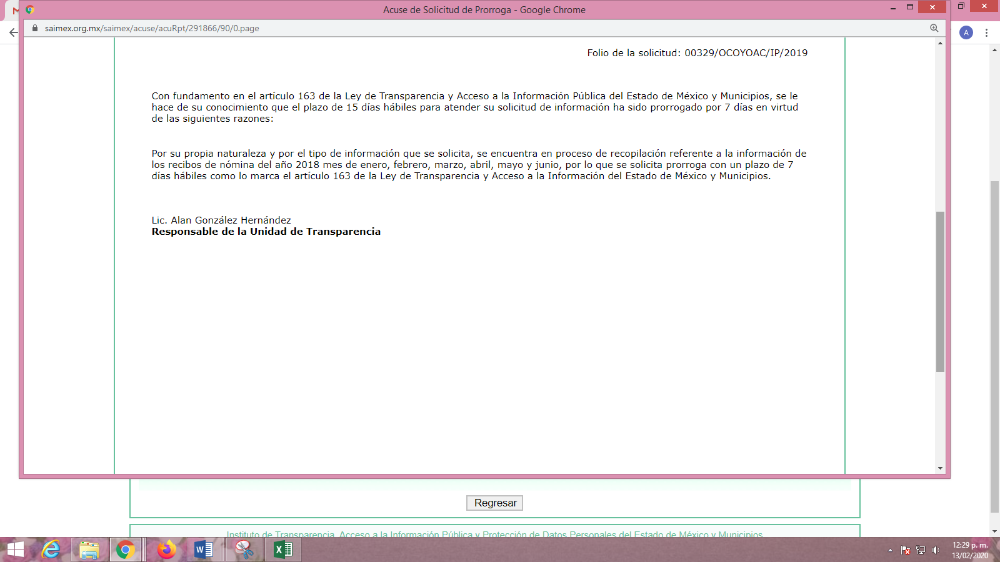 Acuse de Solicitud de Prorroga - Google Chrome
saimex.org.mx/saimex/acuse/acuRpt/291866/90/0.page
A
Folio de la solicitud: 00329/OCOYOAC/IP/2019
Con fundamento en el artículo 163 de la Ley de Transparencia y Acceso a la Información Pública del Estado de México y Municipios, se le
hace de su conocimiento que el plazo de 15 días hábiles para atender su solicitud de información ha sido prorrogado por 7 días en virtud
de las siguientes razones:
Por su propia naturaleza y por el tipo de información que se solicita, se encuentra en proceso de recopilación referente a la información de
los recibos de nómina del año 2018 mes de enero, febrero, marzo, abril, mayo y junio, por lo que se solicita prorroga con un plazo de 7
días hábiles como lo marca el artículo 163 de la Ley de Transparencia y Acceso a la Información del Estado de México y Municipios.
Lic. Alan González Hernández
Responsable de la Unidad de Transparencia
Regresar
Instituto de Transparencia, Acceso a la Información Pública y Protección de Datos Personales del Estado de México y Municipios
12:29 p. m.
13/02/2020